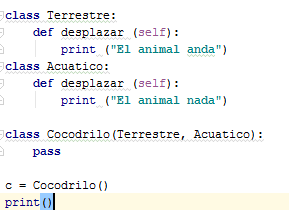 class Terrestre:
    def desplazar (self):
        print ("El animal anda")
class Acuatico:
    def desplazar (self):
        print ("El animal nada")
class Cocodrilo(Terrestre, Acuatico):
    pass
c = Cocodrilo()
print()